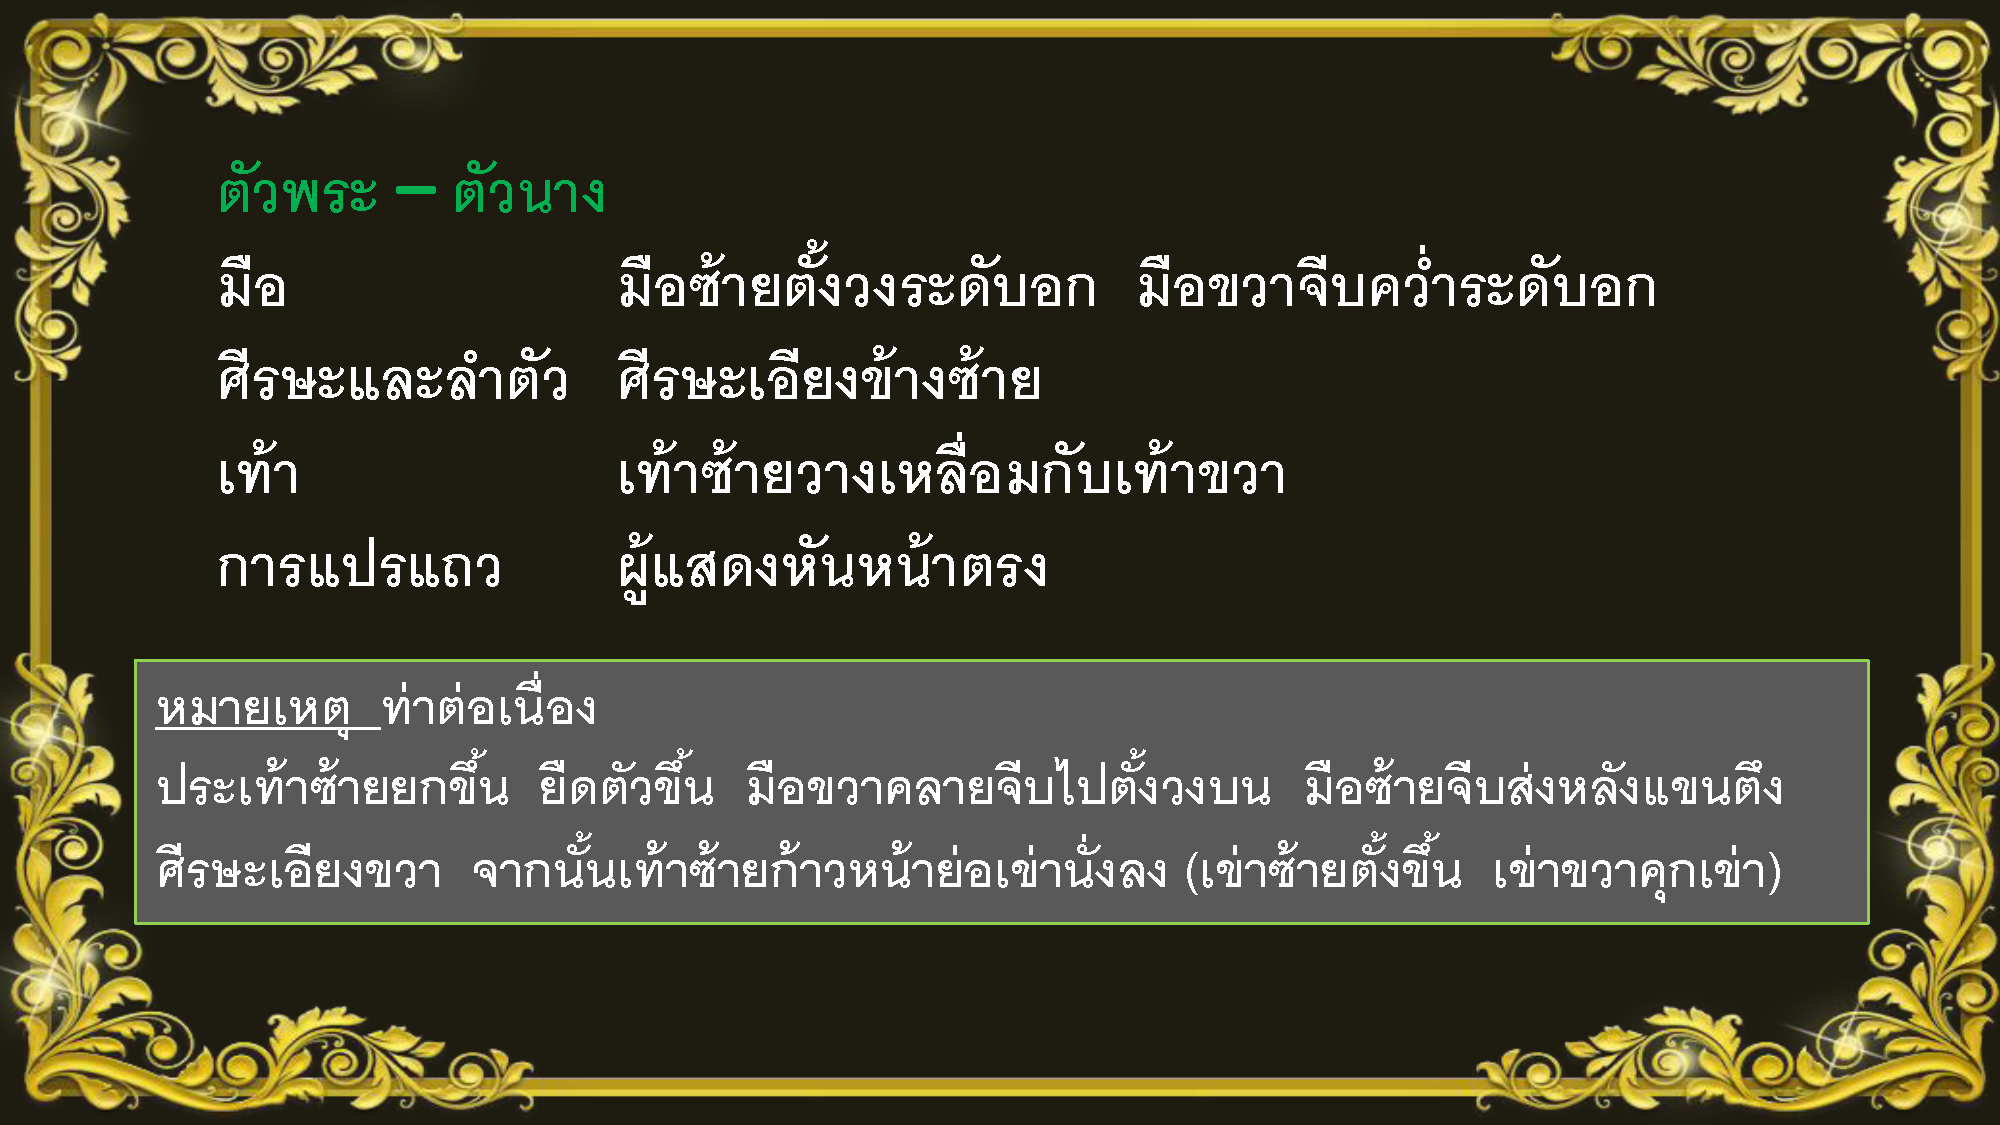 ตัวพระ – ตัวนาง
มือ มือซ้ายตั้งวงระดับอก มือขวาจีบคว่ำระดับอก
ศีรษะและลำตัว ศีรษะเอียงข้างซ้าย
เท้า เท้าซ้ายวางเหลื่อมกับเท้าขวา
การแปรแถว ผู้แสดงหันหน้าตรง
หมายเหตุ ท่าต่อเนื่อง
ประเท้าซ้ายยกขึ้น ยืดตัวขึ้น มือขวาคลายจีบไปตั้งวงบน มือซ้ายจีบส่งหลังแขนตึง
ศีรษะเอียงขวา จากนั้นเท้าซ้ายก้าวหน้าย่อเข่านั่งลง (เข่าซ้ายตั้งขึ้น เข่าขวาคุกเข่า)